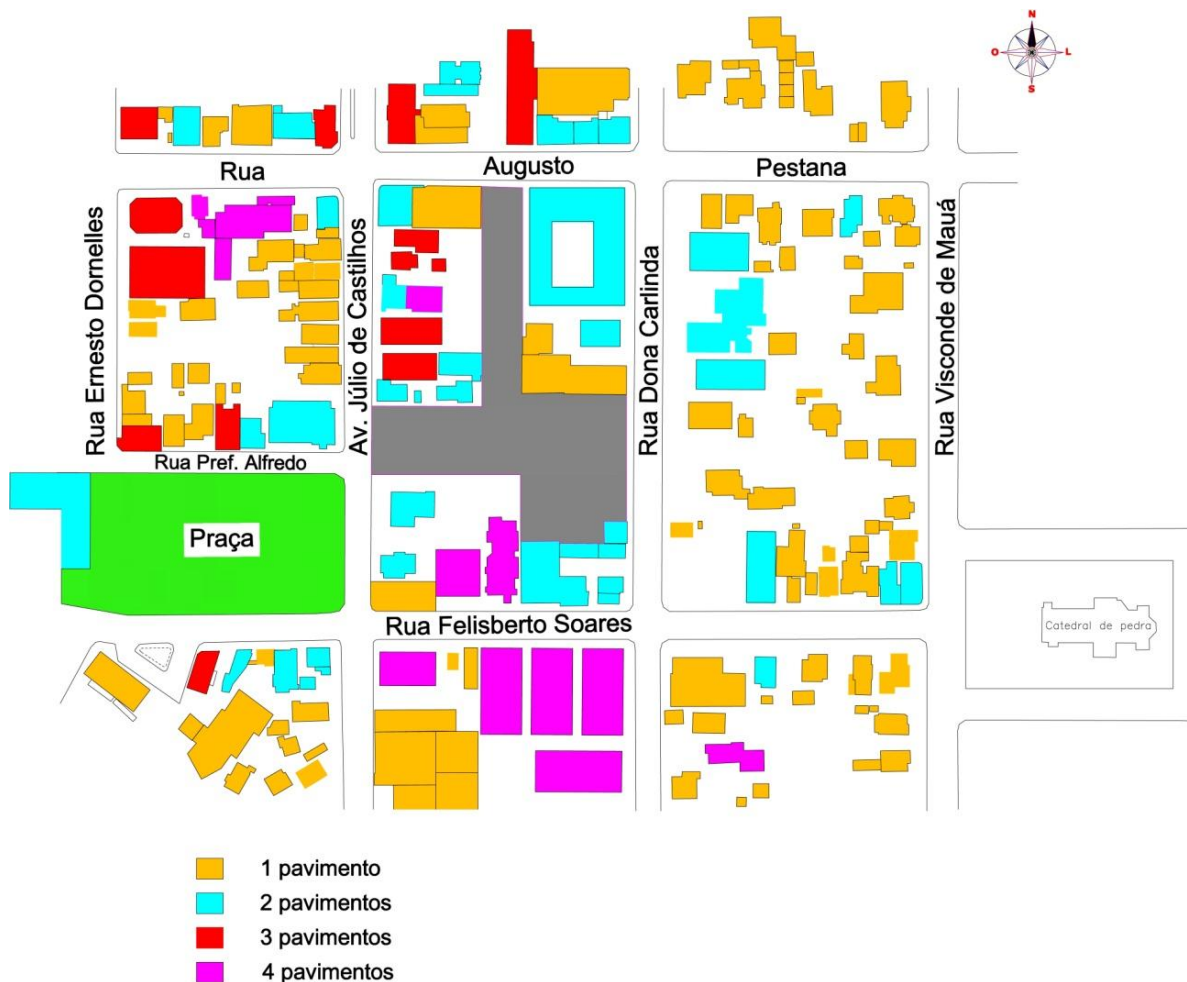 N
O
L
S
Rua
Augusto
Pestana
Rua Ernesto Dornelles
Av. Júlio de Castilhos
Rua Dona Carlinda
Rua Visconde de Mauá
Rua Pref. Alfredo
Praça
Rua Felisberto Soares
Catedral de pedra
1 pavimento
2 pavimentos
3 pavimentos
4 pavimentos